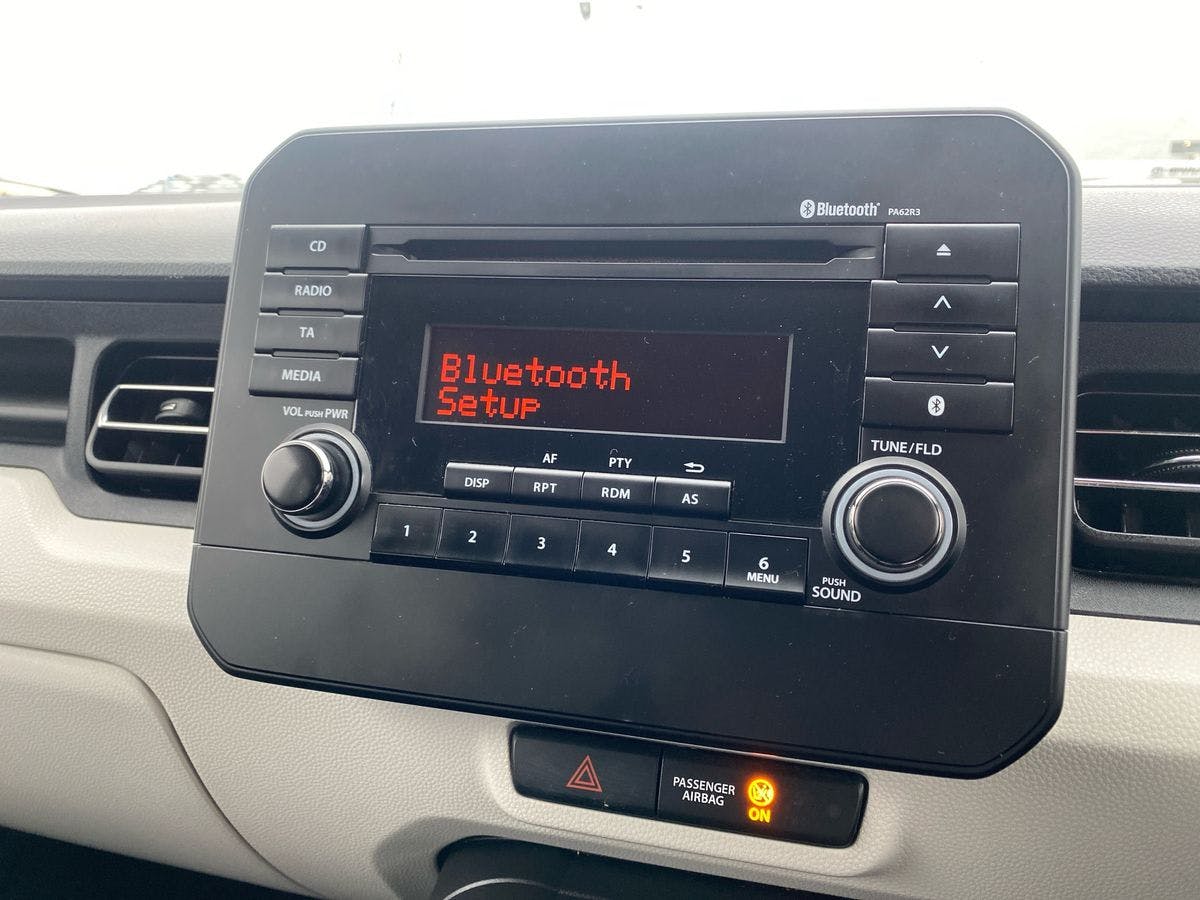 Bluetooth PA62R3
CD
RADIO
TA
MEDIA
VOL PUSH PWR
Bluetooth
Setup
AF PTY
DISP RPT RDM AS
1 2 3 4 5 6
MENU
TUNE/FLD
PUSH
SOUND
PASSENGER
AIRBAG
ON